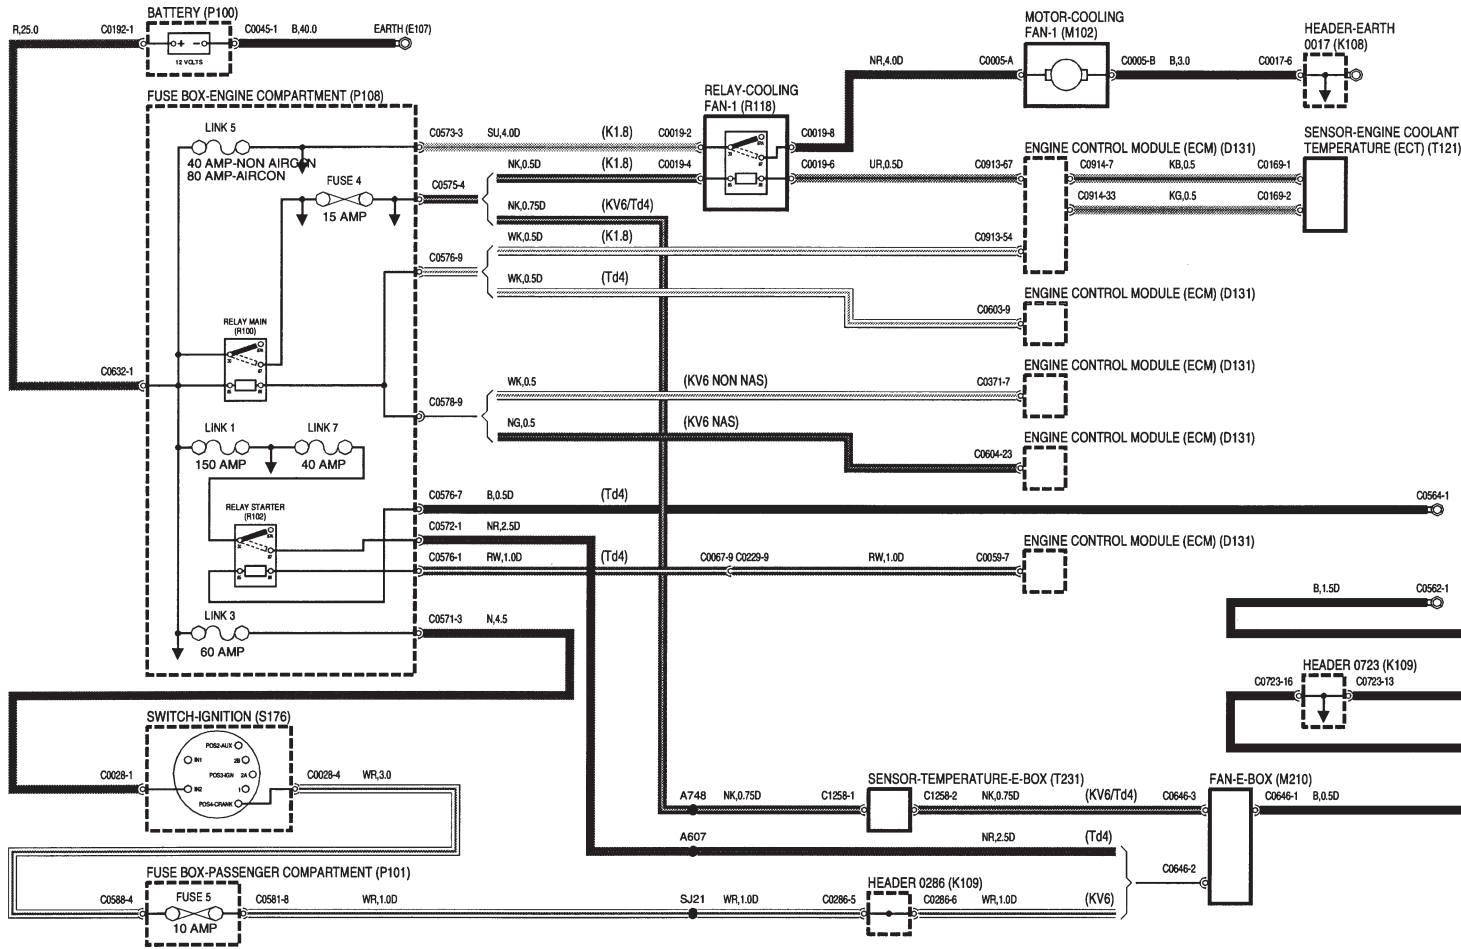 BATTERY (P100)
R,25.0
C0192-1
+ -
12 VOLTS
C0045-1
B,40.0
EARTH (E107)
MOTOR-COOLING
FAN-1 (M102)
NR,4.0D
C0005-A
C0005-B
B,3.0
C0017-6
HEADER-EARTH
0017 (K108)
FUSE BOX-ENGINE COMPARTMENT (P108)
LINK 5
40 AMP-NON AIRCON
80 AMP-AIRCON
FUSE 4
15 AMP
C0573-3
SU,4.0D
(K1.8)
C0019-2
RELAY-COOLING
FAN-1 (R118)
30
87A
87
85
86
C0019-8
NK,0.5D
(K1.8)
C0019-4
C0019-6
UR,0.5D
C0913-67
ENGINE CONTROL MODULE (ECM) (D131)
C0914-7
KB,0.5
C0169-1
SENSOR-ENGINE COOLANT
TEMPERATURE (ECT) (T121)
C0914-33
KG,0.5
C0169-2
C0575-4
NK,0.75D
(KV6/Td4)
WK,0.5D
(K1.8)
C0913-54
C0576-9
WK,0.5D
(Td4)
C0603-9
ENGINE CONTROL MODULE (ECM) (D131)
RELAY MAIN
(R100)
30
87A
87
85
86
C0632-1
WK,0.5
(KV6 NON NAS)
C0371-7
ENGINE CONTROL MODULE (ECM) (D131)
C0578-9
NG,0.5
(KV6 NAS)
C0604-23
ENGINE CONTROL MODULE (ECM) (D131)
LINK 1
150 AMP
LINK 7
40 AMP
C0576-7
B,0.5D
(Td4)
C0564-1
RELAY STARTER
(R102)
30
87A
87
85
86
C0572-1
NR,2.5D
C0576-1
RW,1.0D
(Td4)
C0067-9 C0229-9
RW,1.0D
C0059-7
ENGINE CONTROL MODULE (ECM) (D131)
LINK 3
60 AMP
C0571-3
N,4.5
B,1.5D
C0562-1
HEADER 0723 (K109)
C0723-16
C0723-13
SWITCH-IGNITION (S176)
POS2-AUX
IN1
2B
POS3-IGN
2A
IN2
1
POS4-CRANK
C0028-1
C0028-4
WR,3.0
A748
NK,0.75D
C1258-1
SENSOR-TEMPERATURE-E-BOX (T231)
C1258-2
NK,0.75D
(KV6/Td4)
C0646-3
FAN-E-BOX (M210)
C0646-1
B,0.5D
A607
NR,2.5D
(Td4)
C0646-2
FUSE BOX-PASSENGER COMPARTMENT (P101)
C0588-4
FUSE 5
10 AMP
C0581-8
WR,1.0D
SJ21
WR,1.0D
C0286-5
HEADER 0286 (K109)
C0286-6
WR,1.0D
(KV6)